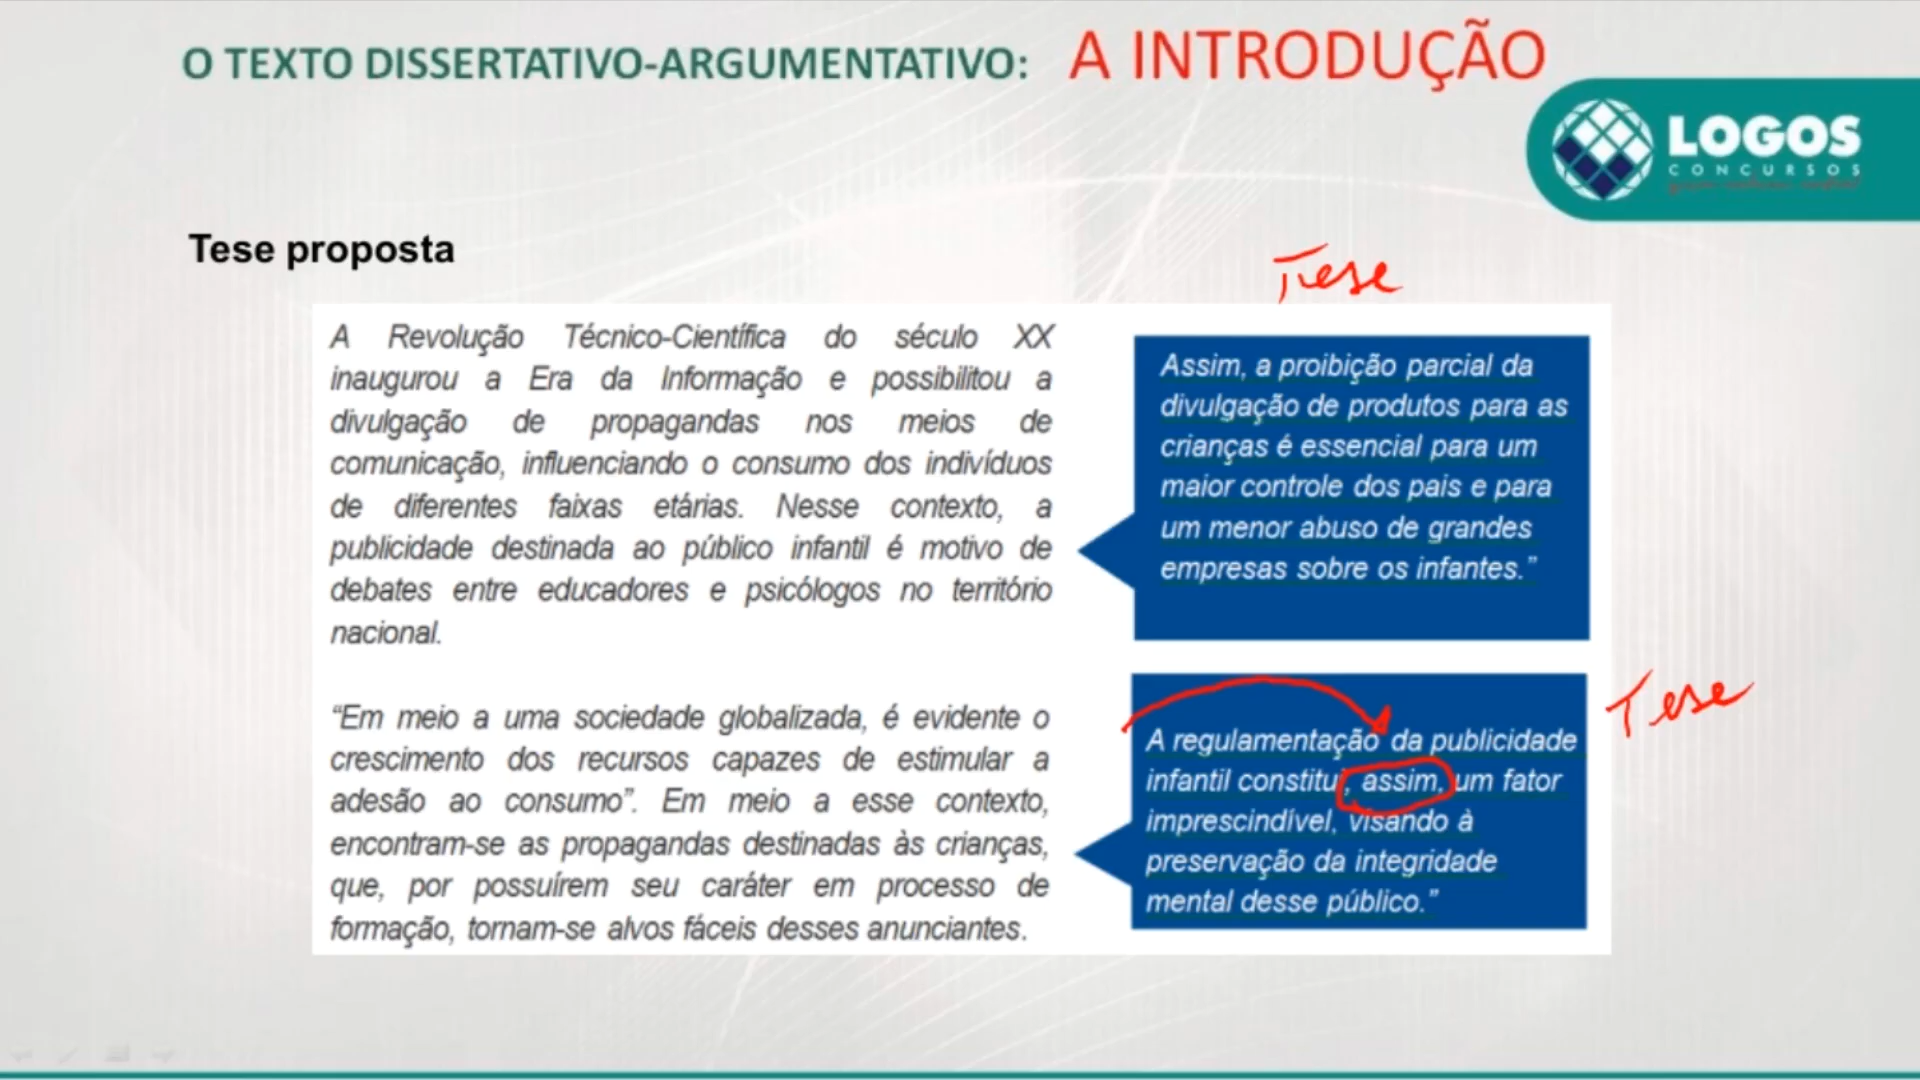 O TEXTO DISSERTATIVO-ARGUMENTATIVO: A INTRODUÇÃO
LOGOS
CONCURSOS
Tese proposta
Tese
A Revolução Técnico-Científica do século XX
inaugurou a Era da Informação e possibilitou a
divulgação de propagandas nos meios de
comunicação, influenciando o consumo dos indivíduos
de diferentes faixas etárias. Nesse contexto, a
publicidade destinada ao público infantil é motivo de
debates entre educadores e psicólogos no território
nacional.
Assim, a proibição parcial da
divulgação de produtos para as
crianças é essencial para um
maior controle dos pais e para
um menor abuso de grandes
empresas sobre os infantes.”
“Em meio a uma sociedade globalizada, é evidente o
crescimento dos recursos capazes de estimular a
adesão ao consumo”. Em meio a esse contexto,
encontram-se as propagandas destinadas às crianças,
que, por possuírem seu caráter em processo de
formação, tornam-se alvos fáceis desses anunciantes.
Tese
A regulamentação da publicidade
infantil constitui, assim, um fator
imprescindível, visando à
preservação da integridade
mental desse público.”